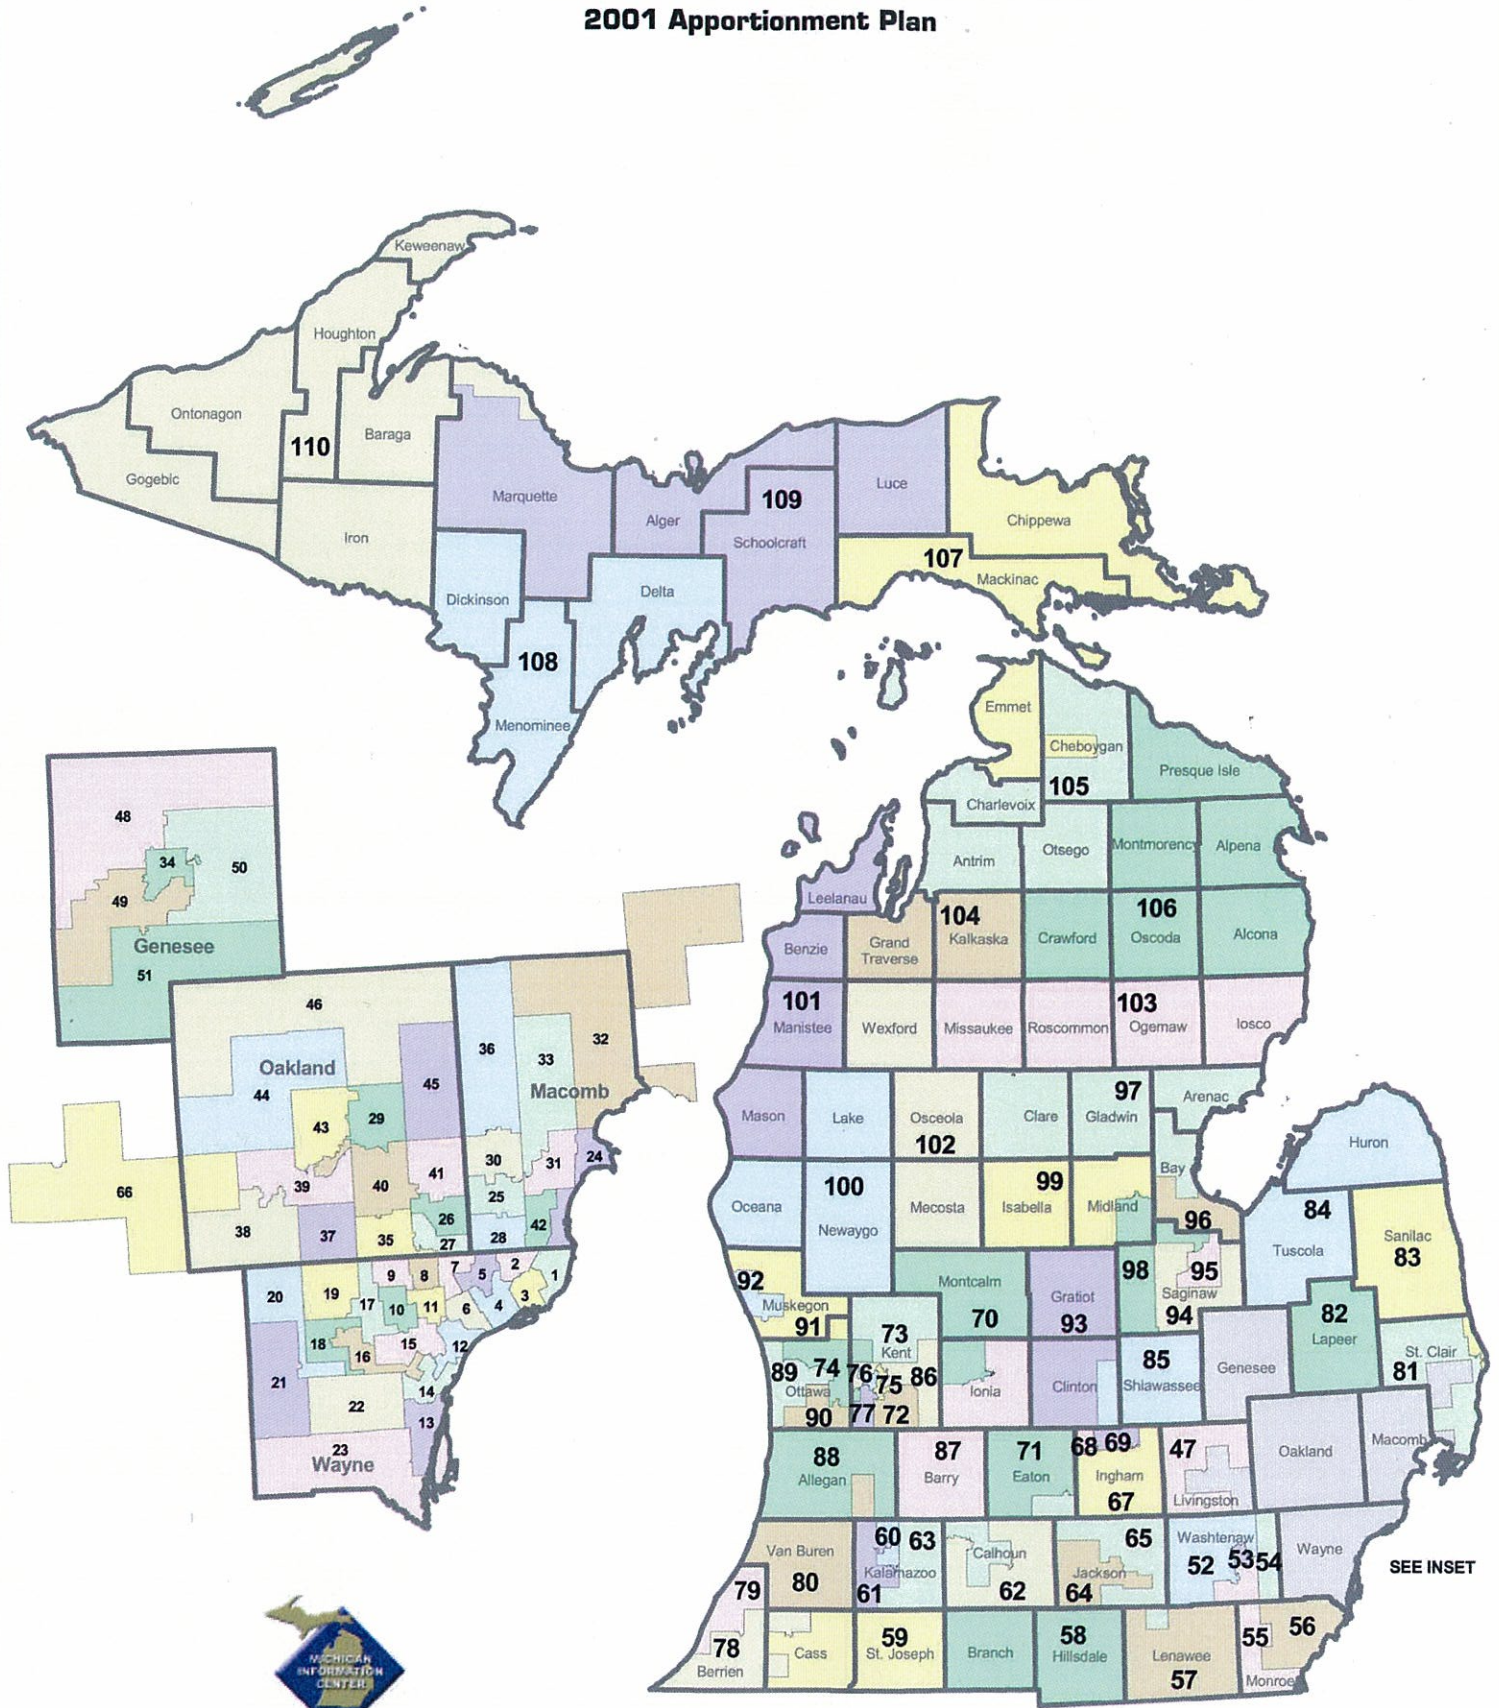 2001 Apportionment Plan
Keweenaw
Houghton
Ontonagon
110
Baraga
Gogebic
Marquette
Iron
Alger
109
Schoolcraft
Luce
Chippewa
107
Mackinac
Dickinson
Delta
108
Menominee
Emmet
Cheboygan
105
Presque Isle
Charlevoix
Antrim
Otsego
Montmorency
Alpena
Leelanau
104
106
Benzie
Grand
Traverse
Kalkaska
Crawford
Oscoda
Alcona
101
Manistee
Wexford
Missaukee
Roscommon
103
Ogemaw
Iosco
Mason
Lake
Osceola
102
Clare
97
Gladwin
Arenac
Huron
Bay
Oceana
100
Newaygo
Mecosta
99
Isabella
Midland
96
84
Tuscola
Sanilac
83
92
Muskegon
91
Montcalm
70
Gratiot
93
98
95
Saginaw
94
82
Lapeer
73
Kent
89
74
76
75
86
Ottawa
90
77
72
Ionia
Clinton
85
Shiawassee
Genesee
St. Clair
81
88
Allegan
87
Barry
71
Eaton
68
69
Ingham
67
47
Livingston
Oakland
Macomb
Van Buren
80
60
63
Kalamazoo
61
Calhoun
62
65
Jackson
64
Washtenaw
52
53
54
Wayne
SEE INSET
79
78
Berrien
Cass
59
St. Joseph
Branch
58
Hillsdale
Lenawee
57
55
56
Monroe
48
34
50
49
Genesee
51
46
36
32
33
Oakland
45
Macomb
44
43
29
30
31
24
66
39
40
41
25
38
37
35
26
27
28
42
20
19
9
8
7
5
2
1
17
10
11
6
4
3
18
16
15
12
21
22
14
13
23
Wayne
MICHICAN
INFORMATION
CENTER